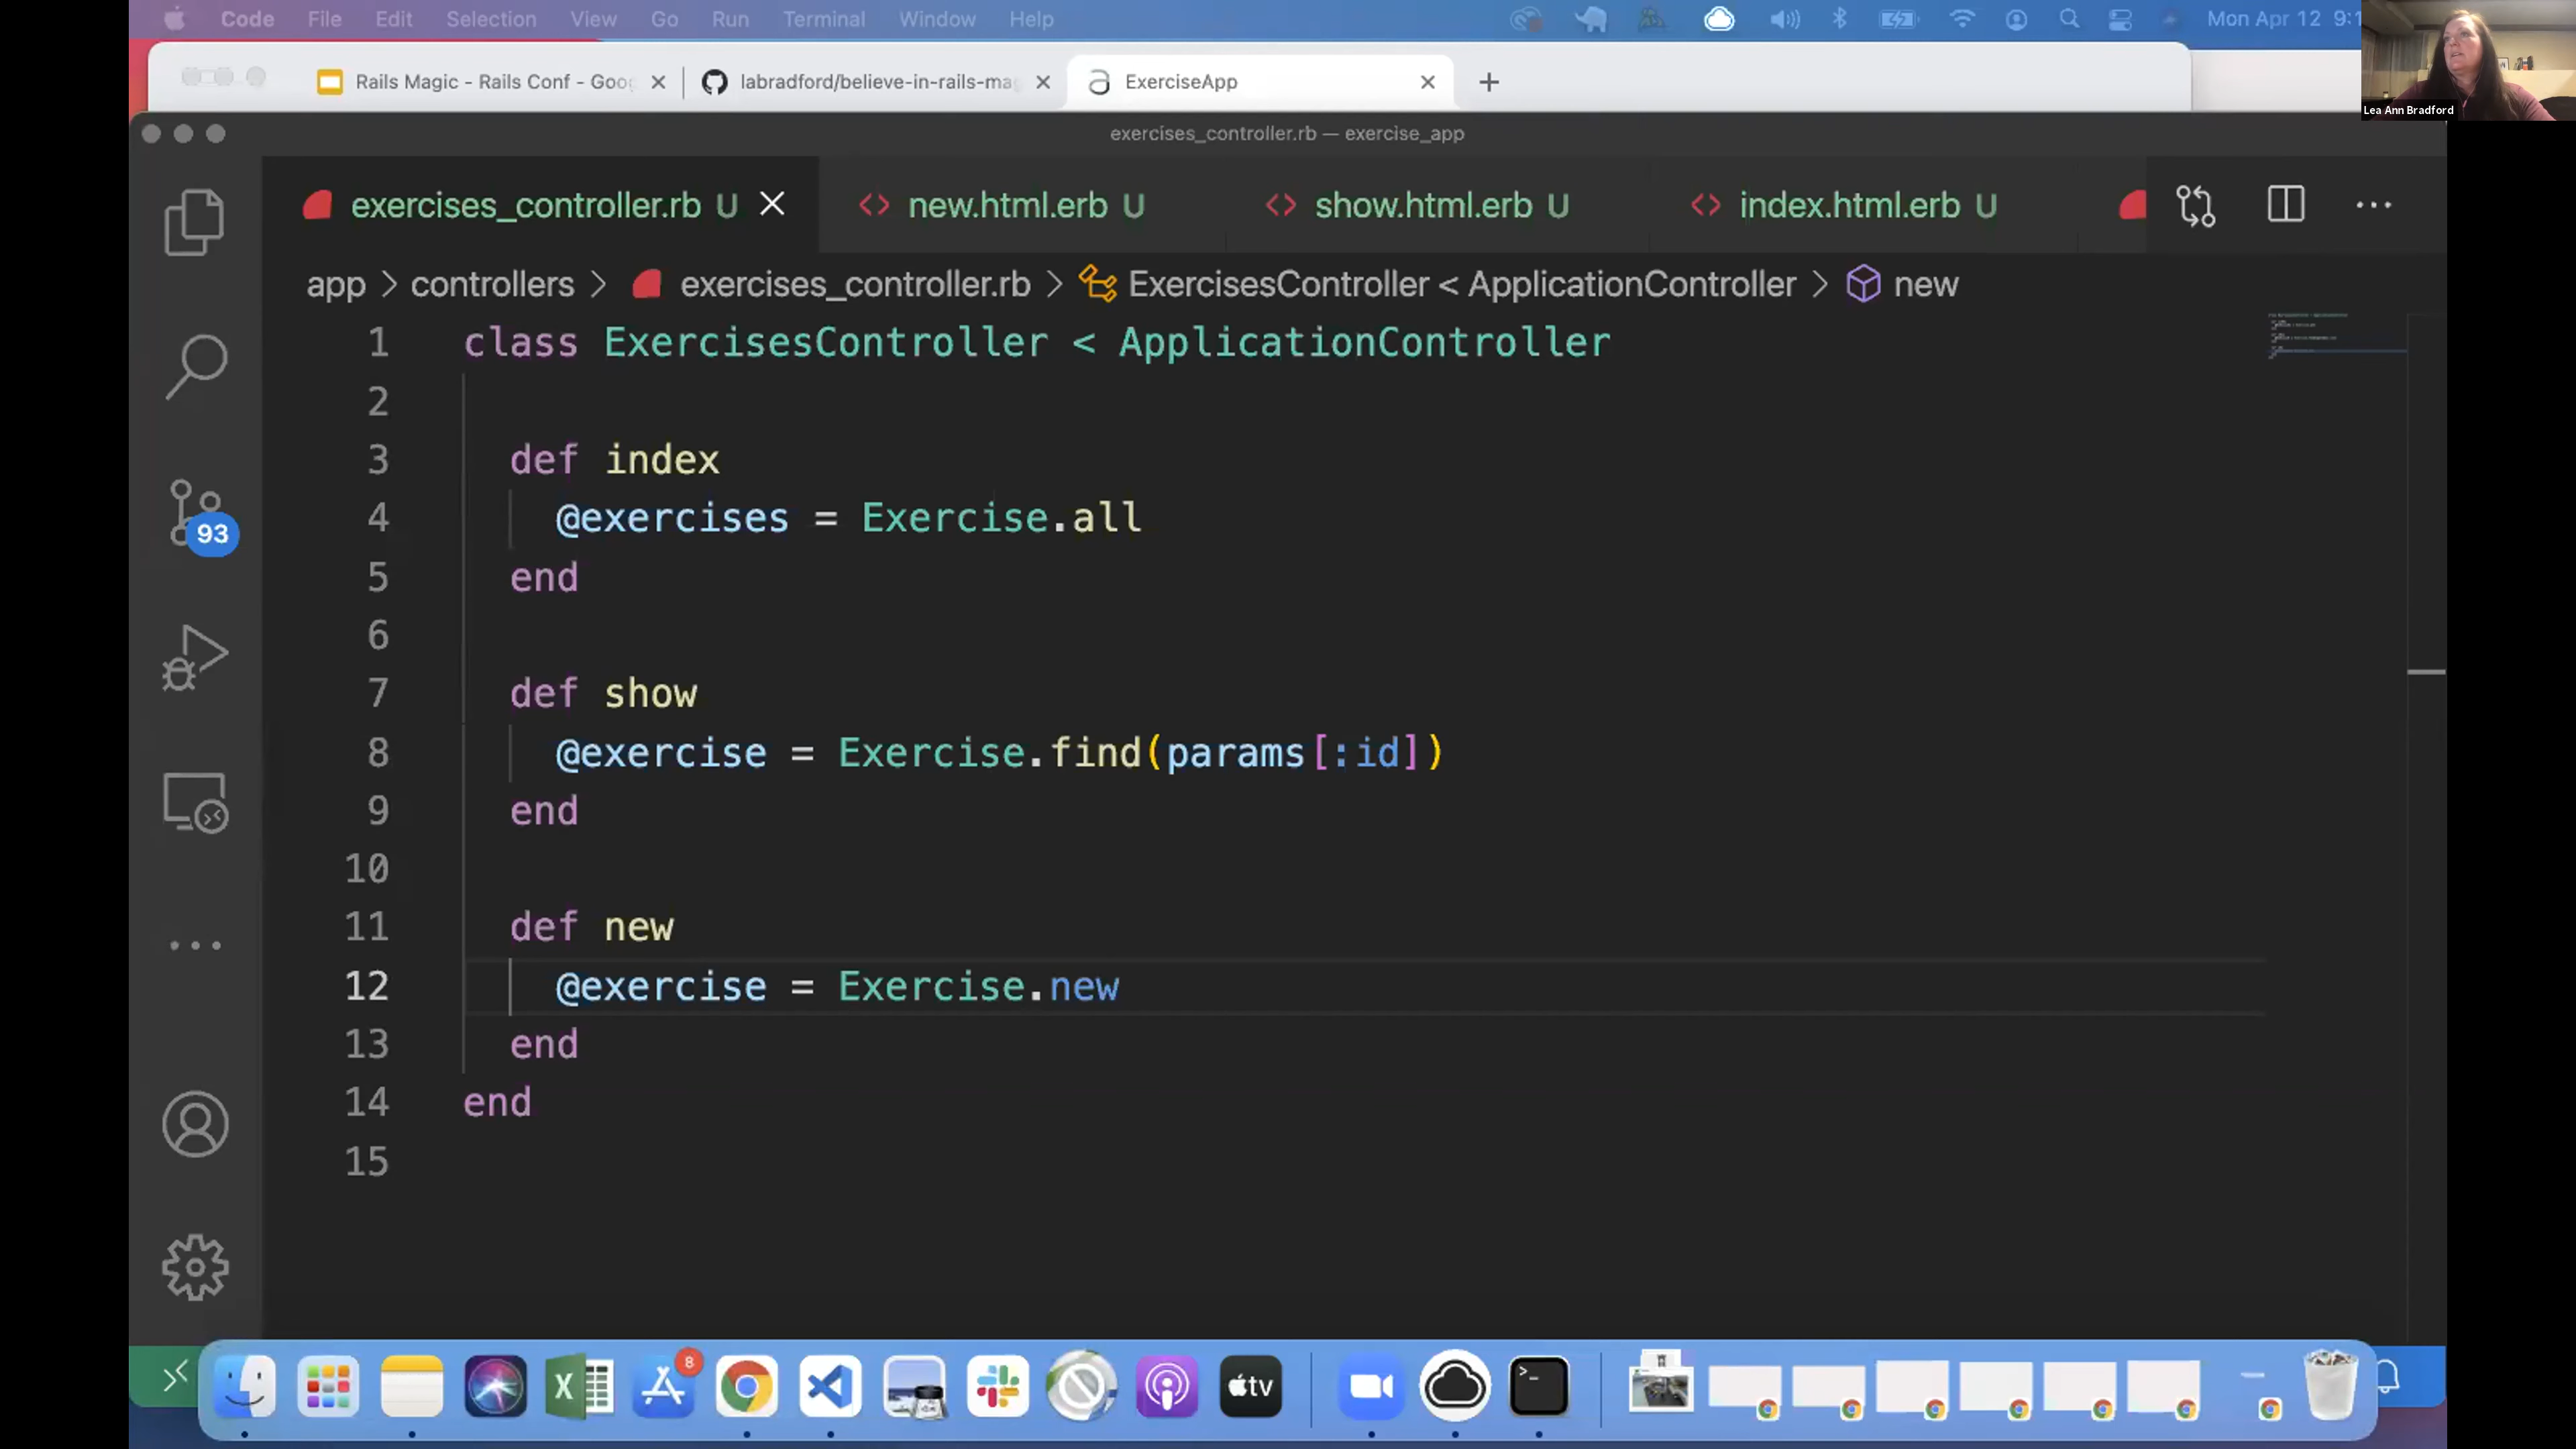 Code File Edit Selection View Go Run Terminal Window Help Mon Apr 12 9:1
Lea Ann Bradford
Rails Magic - Rails Conf - Goo
labradford/believe-in-rails-ma
ExerciseApp
exercises_controller.rb — exercise_app
exercises_controller.rb U
new.html.erb U
show.html.erb U
index.html.erb U
app > controllers > exercises_controller.rb > ExercisesController < ApplicationController > new
1 class ExercisesController < ApplicationController
2
3 def index
4 @exercises = Exercise.all
5 end
6
7 def show
8 @exercise = Exercise.find(params[:id])
9 end
10
11 def new
12 @exercise = Exercise.new
13 end
14 end
15
93
8
tv